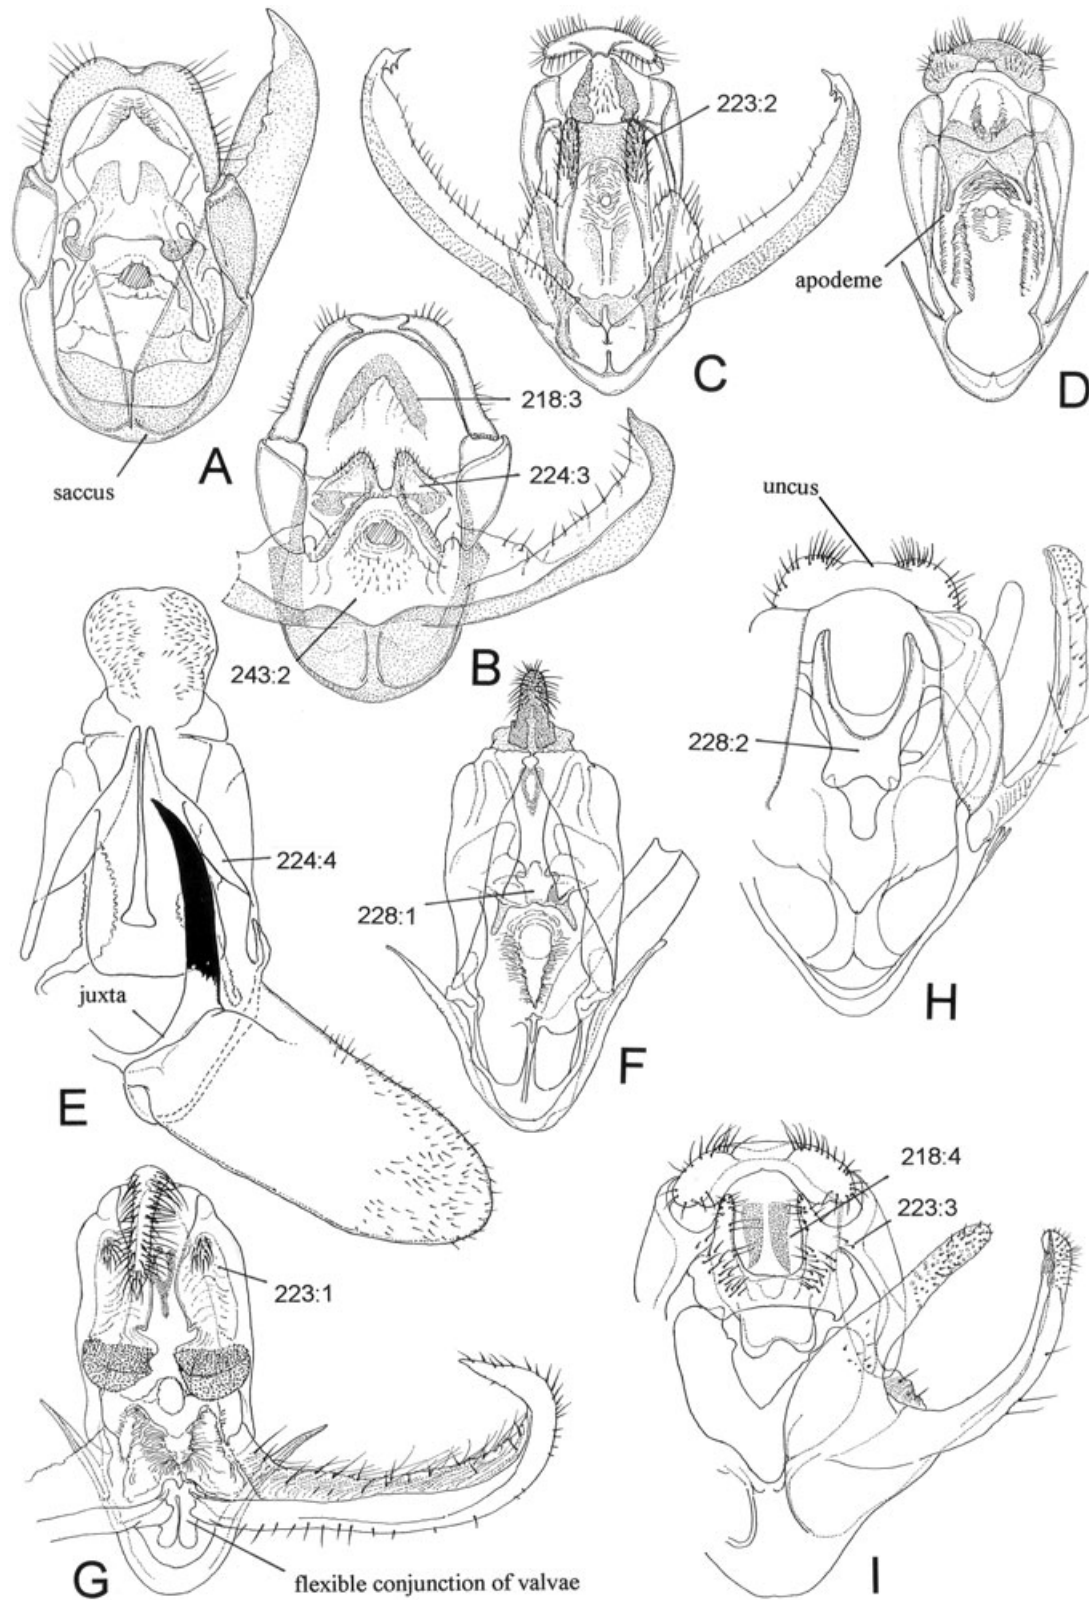 223:2
apodeme
C
D
218:3
A
saccus
224:3
uncus
243:2
B
228:2
224:4
228:1
juxta
H
E
F
218:4
223:3
223:1
G
flexible conjunction of valvae
I